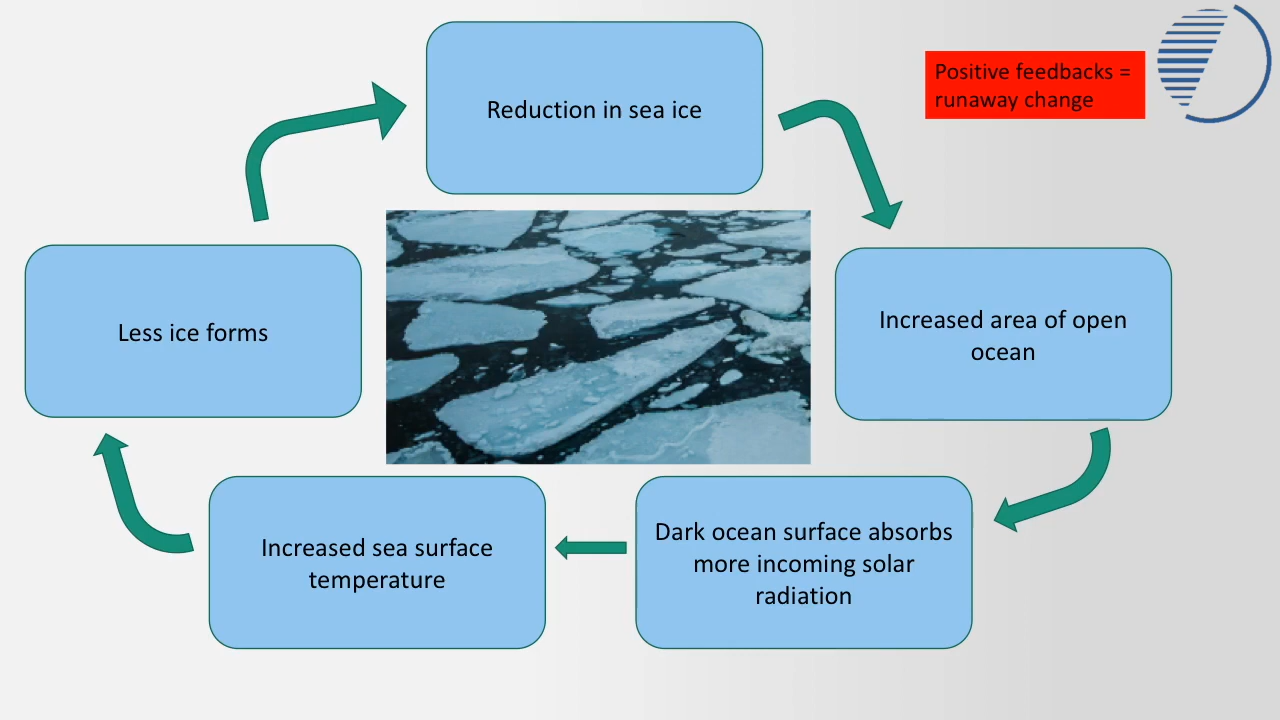 Reduction in sea ice
Positive feedbacks =
runaway change
Increased area of open
ocean
Dark ocean surface absorbs
more incoming solar
radiation
Increased sea surface
temperature
Less ice forms